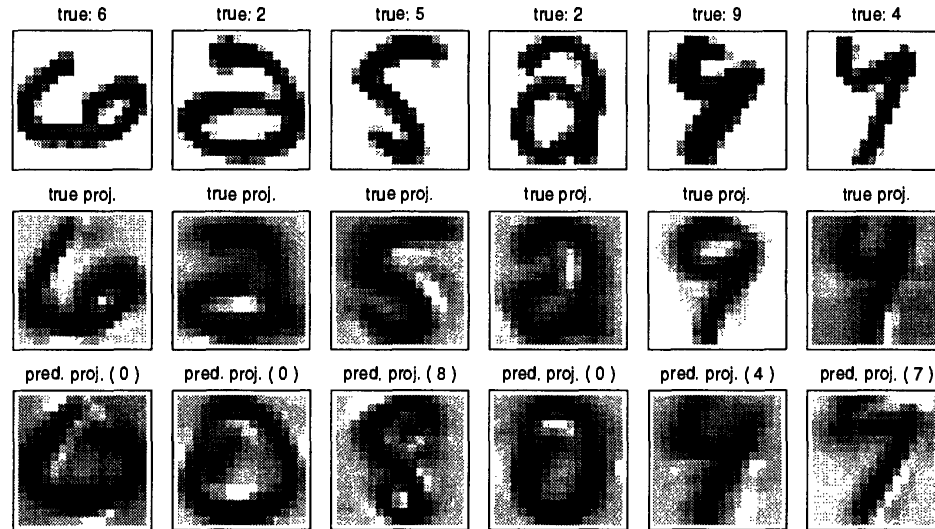 true: 6 true: 2 true: 5 true: 2 true: 9 true: 4
true proj. true proj. true proj. true proj. true proj. true proj.
pred. proj. ( 0 ) pred. proj. ( 0 ) pred. proj. ( 8 ) pred. proj. ( 0 ) pred. proj. ( 4 ) pred. proj. ( 7 )